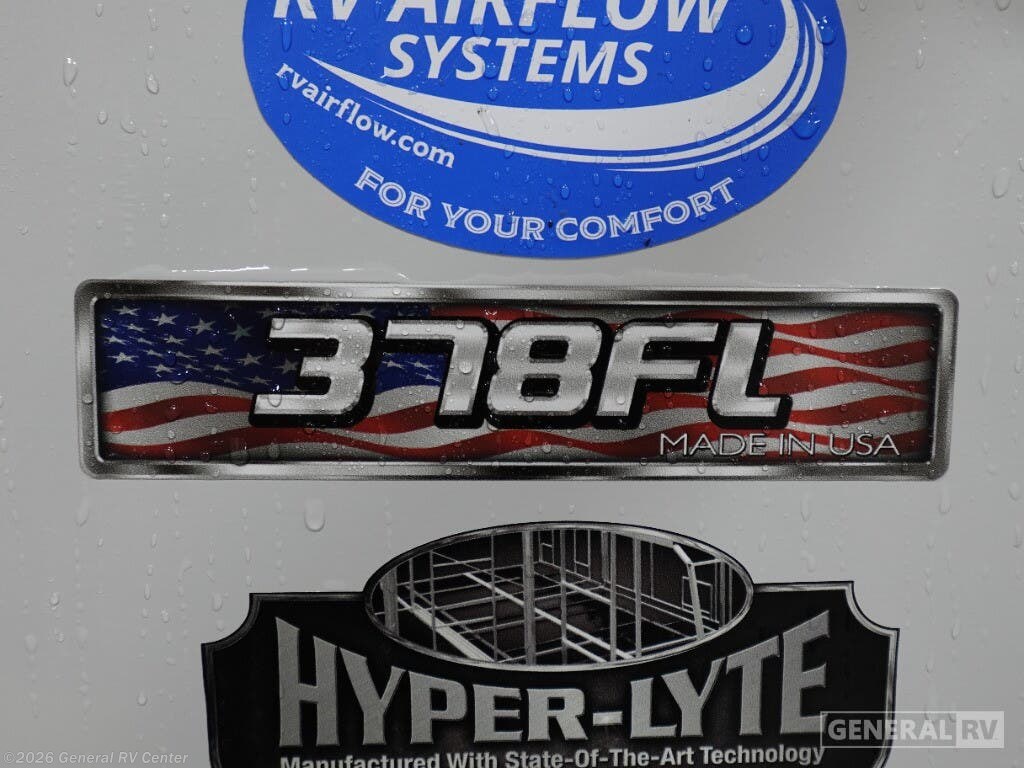 RV AIRFLOW
SYSTEMS
rvairflow.com
FOR YOUR COMFORT
378FL
MADE IN USA
HYPER-LYTE
Manufactured With State-Of-The-Art Technology
GENERAL RV
©2026 General RV Center